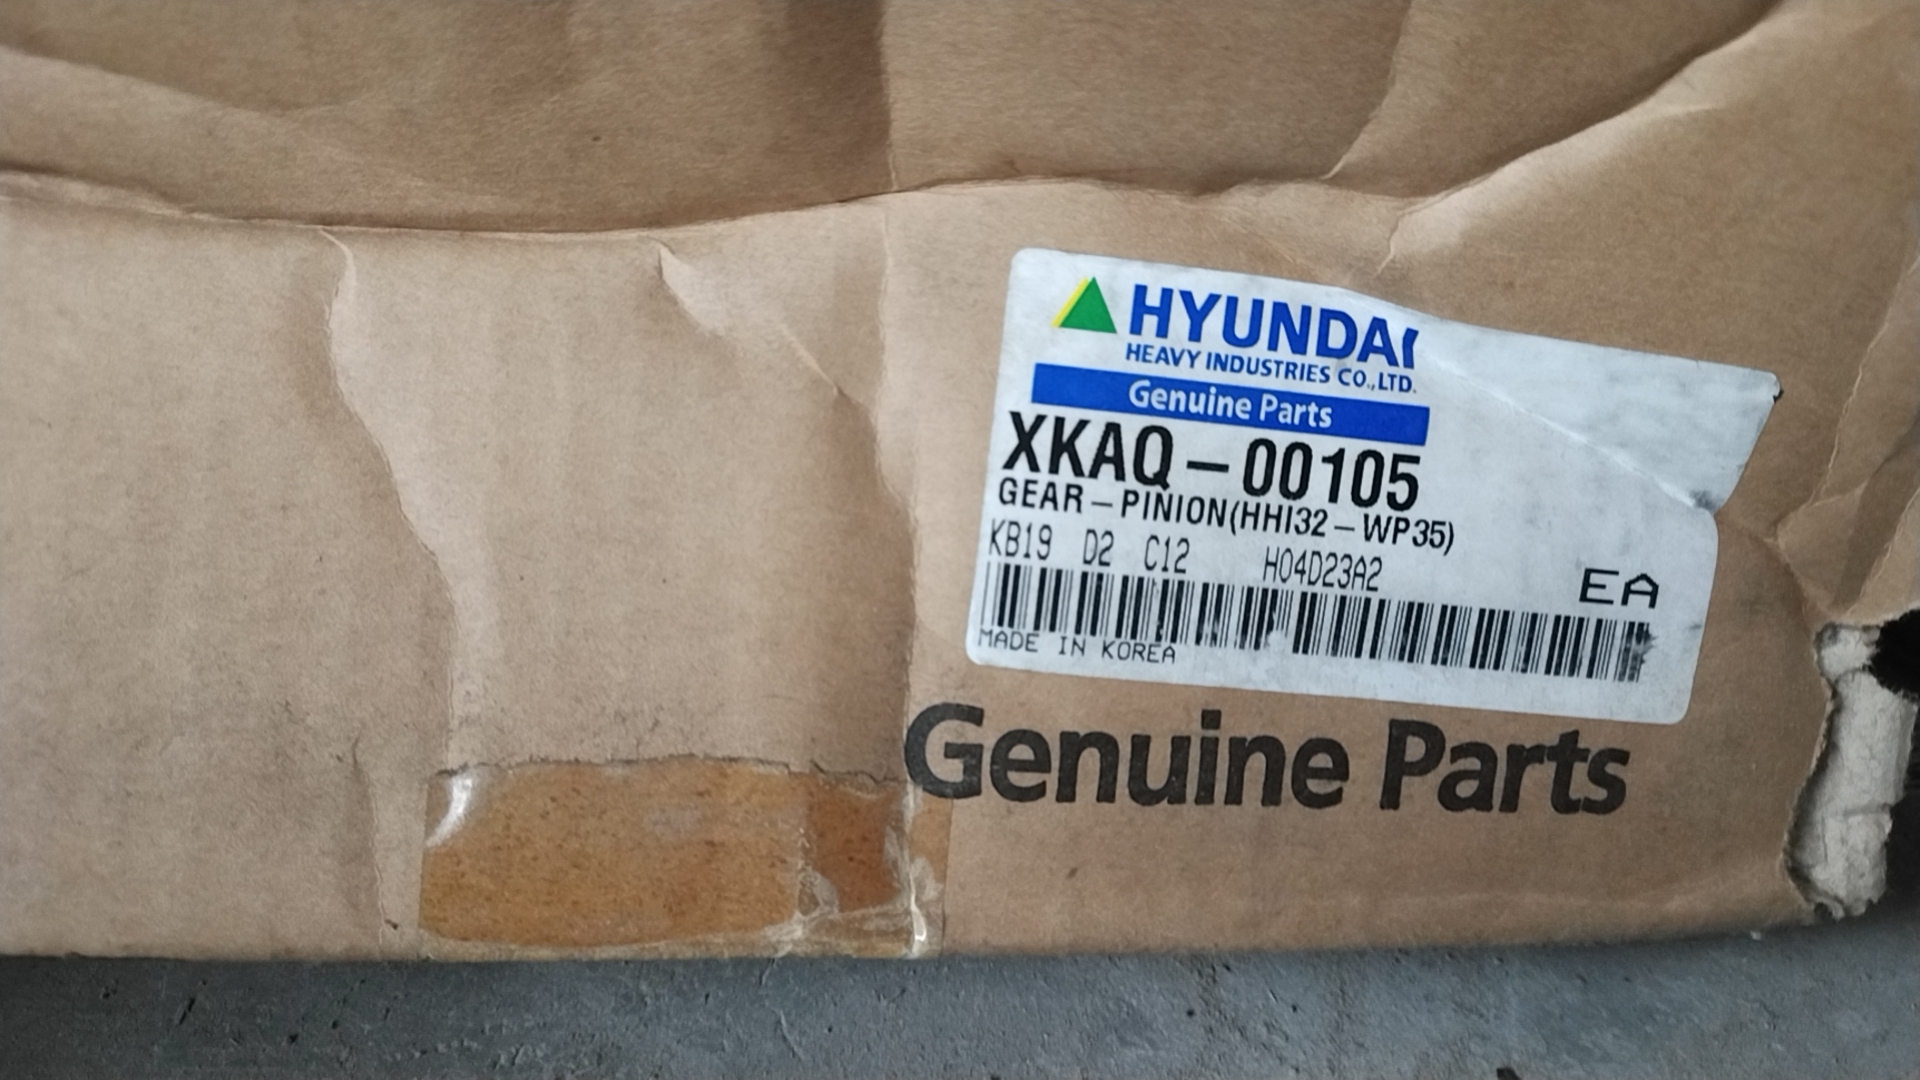 HYUNDAI
HEAVY INDUSTRIES CO.,LTD.
Genuine Parts
XKAQ-00105
GEAR-PINION(HHI32-WP35)
KB19 D2 C12 H04D23A2
EA
MADE IN KOREA
Genuine Parts